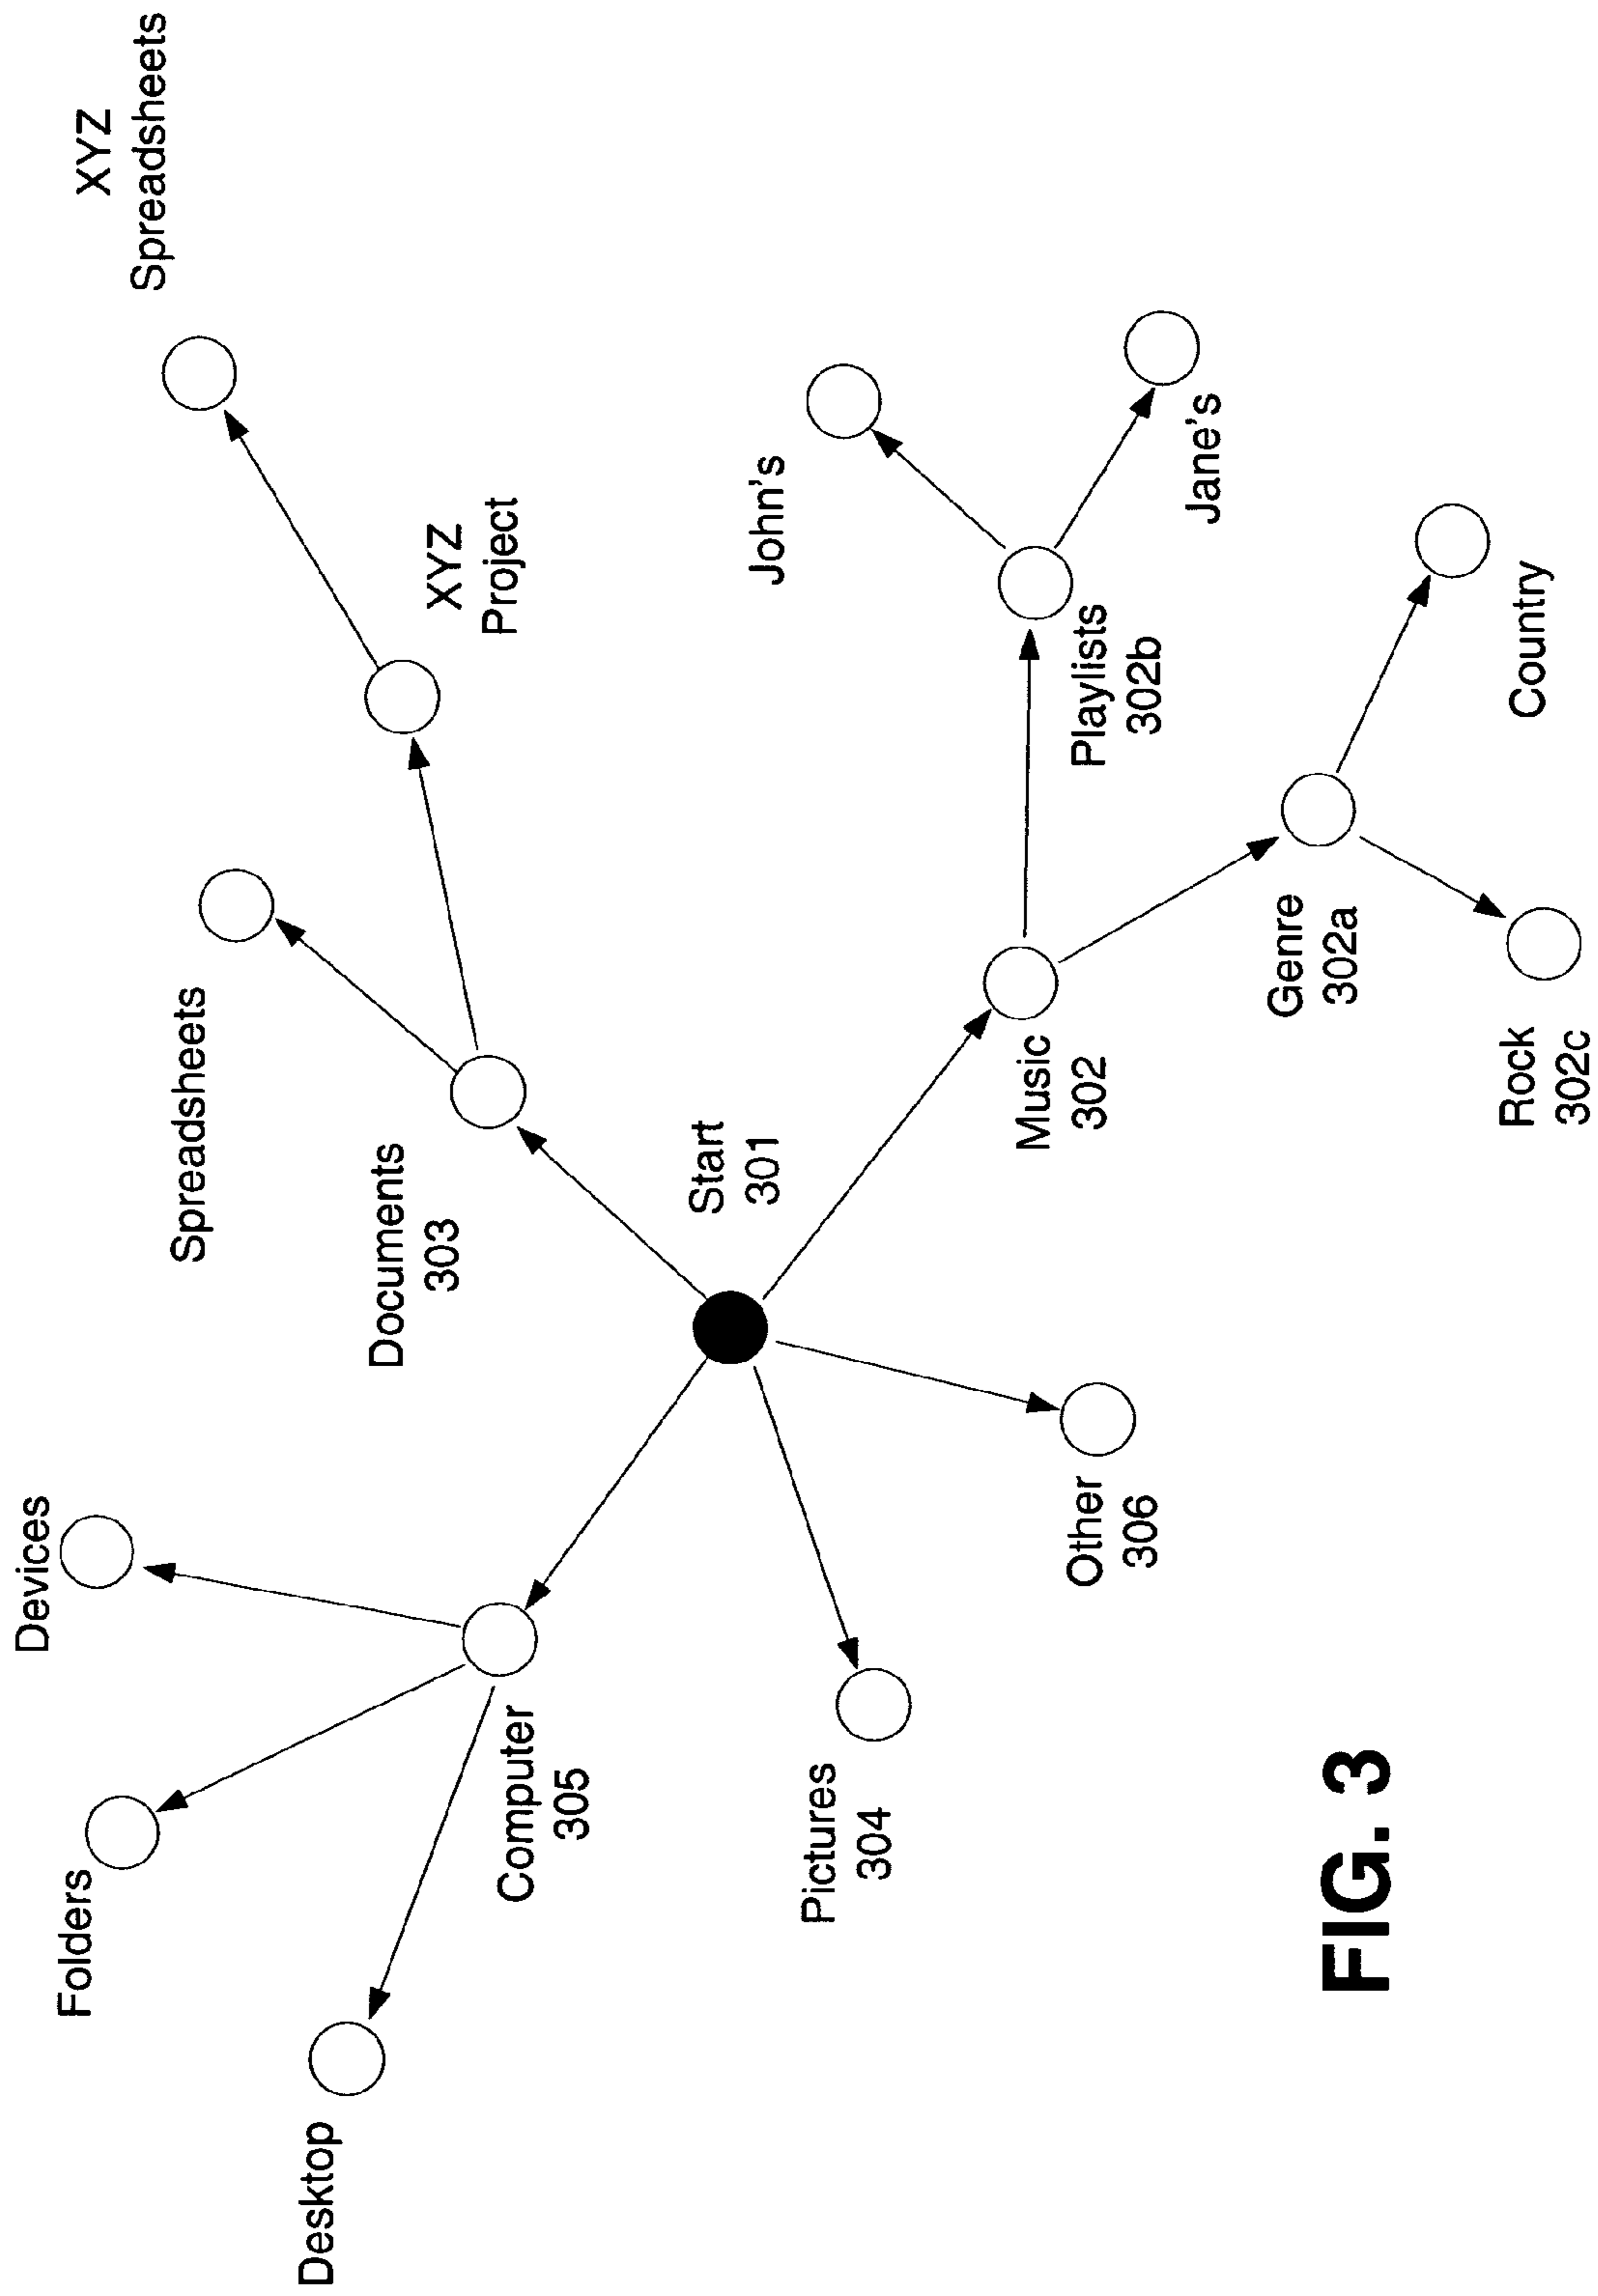 Devices
Folders
Desktop
Computer
305
Pictures
304
Other
306
Start
301
Documents
303
Spreadsheets
XYZ
Project
XYZ
Spreadsheets
Music
302
Playlists
302b
John's
Jane's
Genre
302a
Rock
302c
Country
FIG. 3